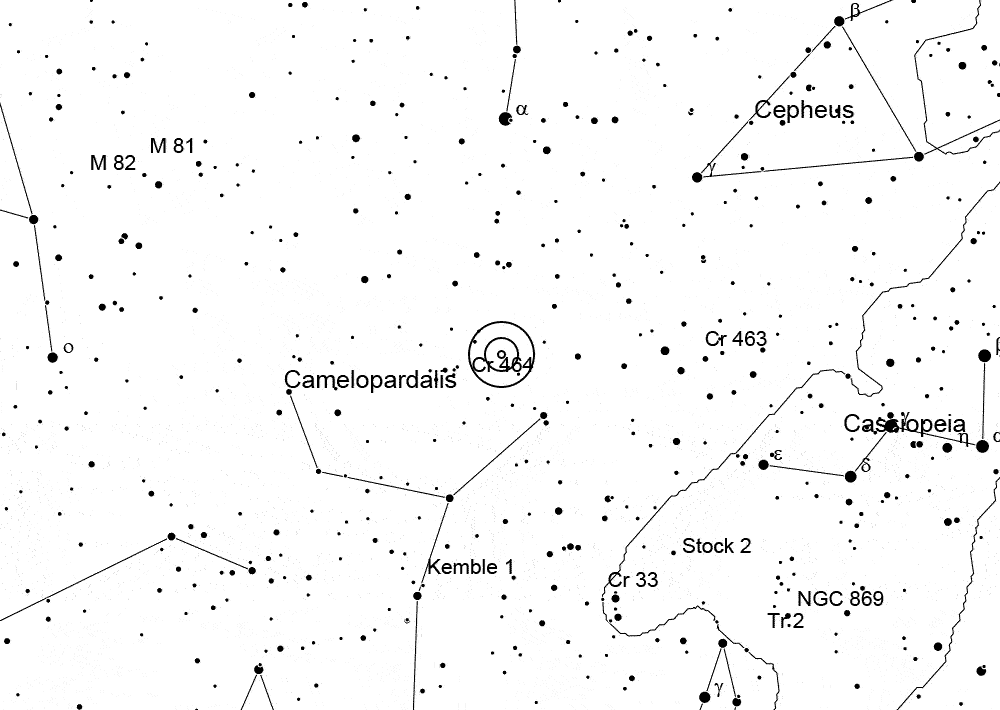 β
α
Cepheus
M 81
M 82
γ
ο
Cr 463
β
Cr 464
Camelopardalis
γ
Cassiopeia
η
α
ε
δ
Stock 2
Kemble 1
Cr 33
NGC 869
Tr.2
γ